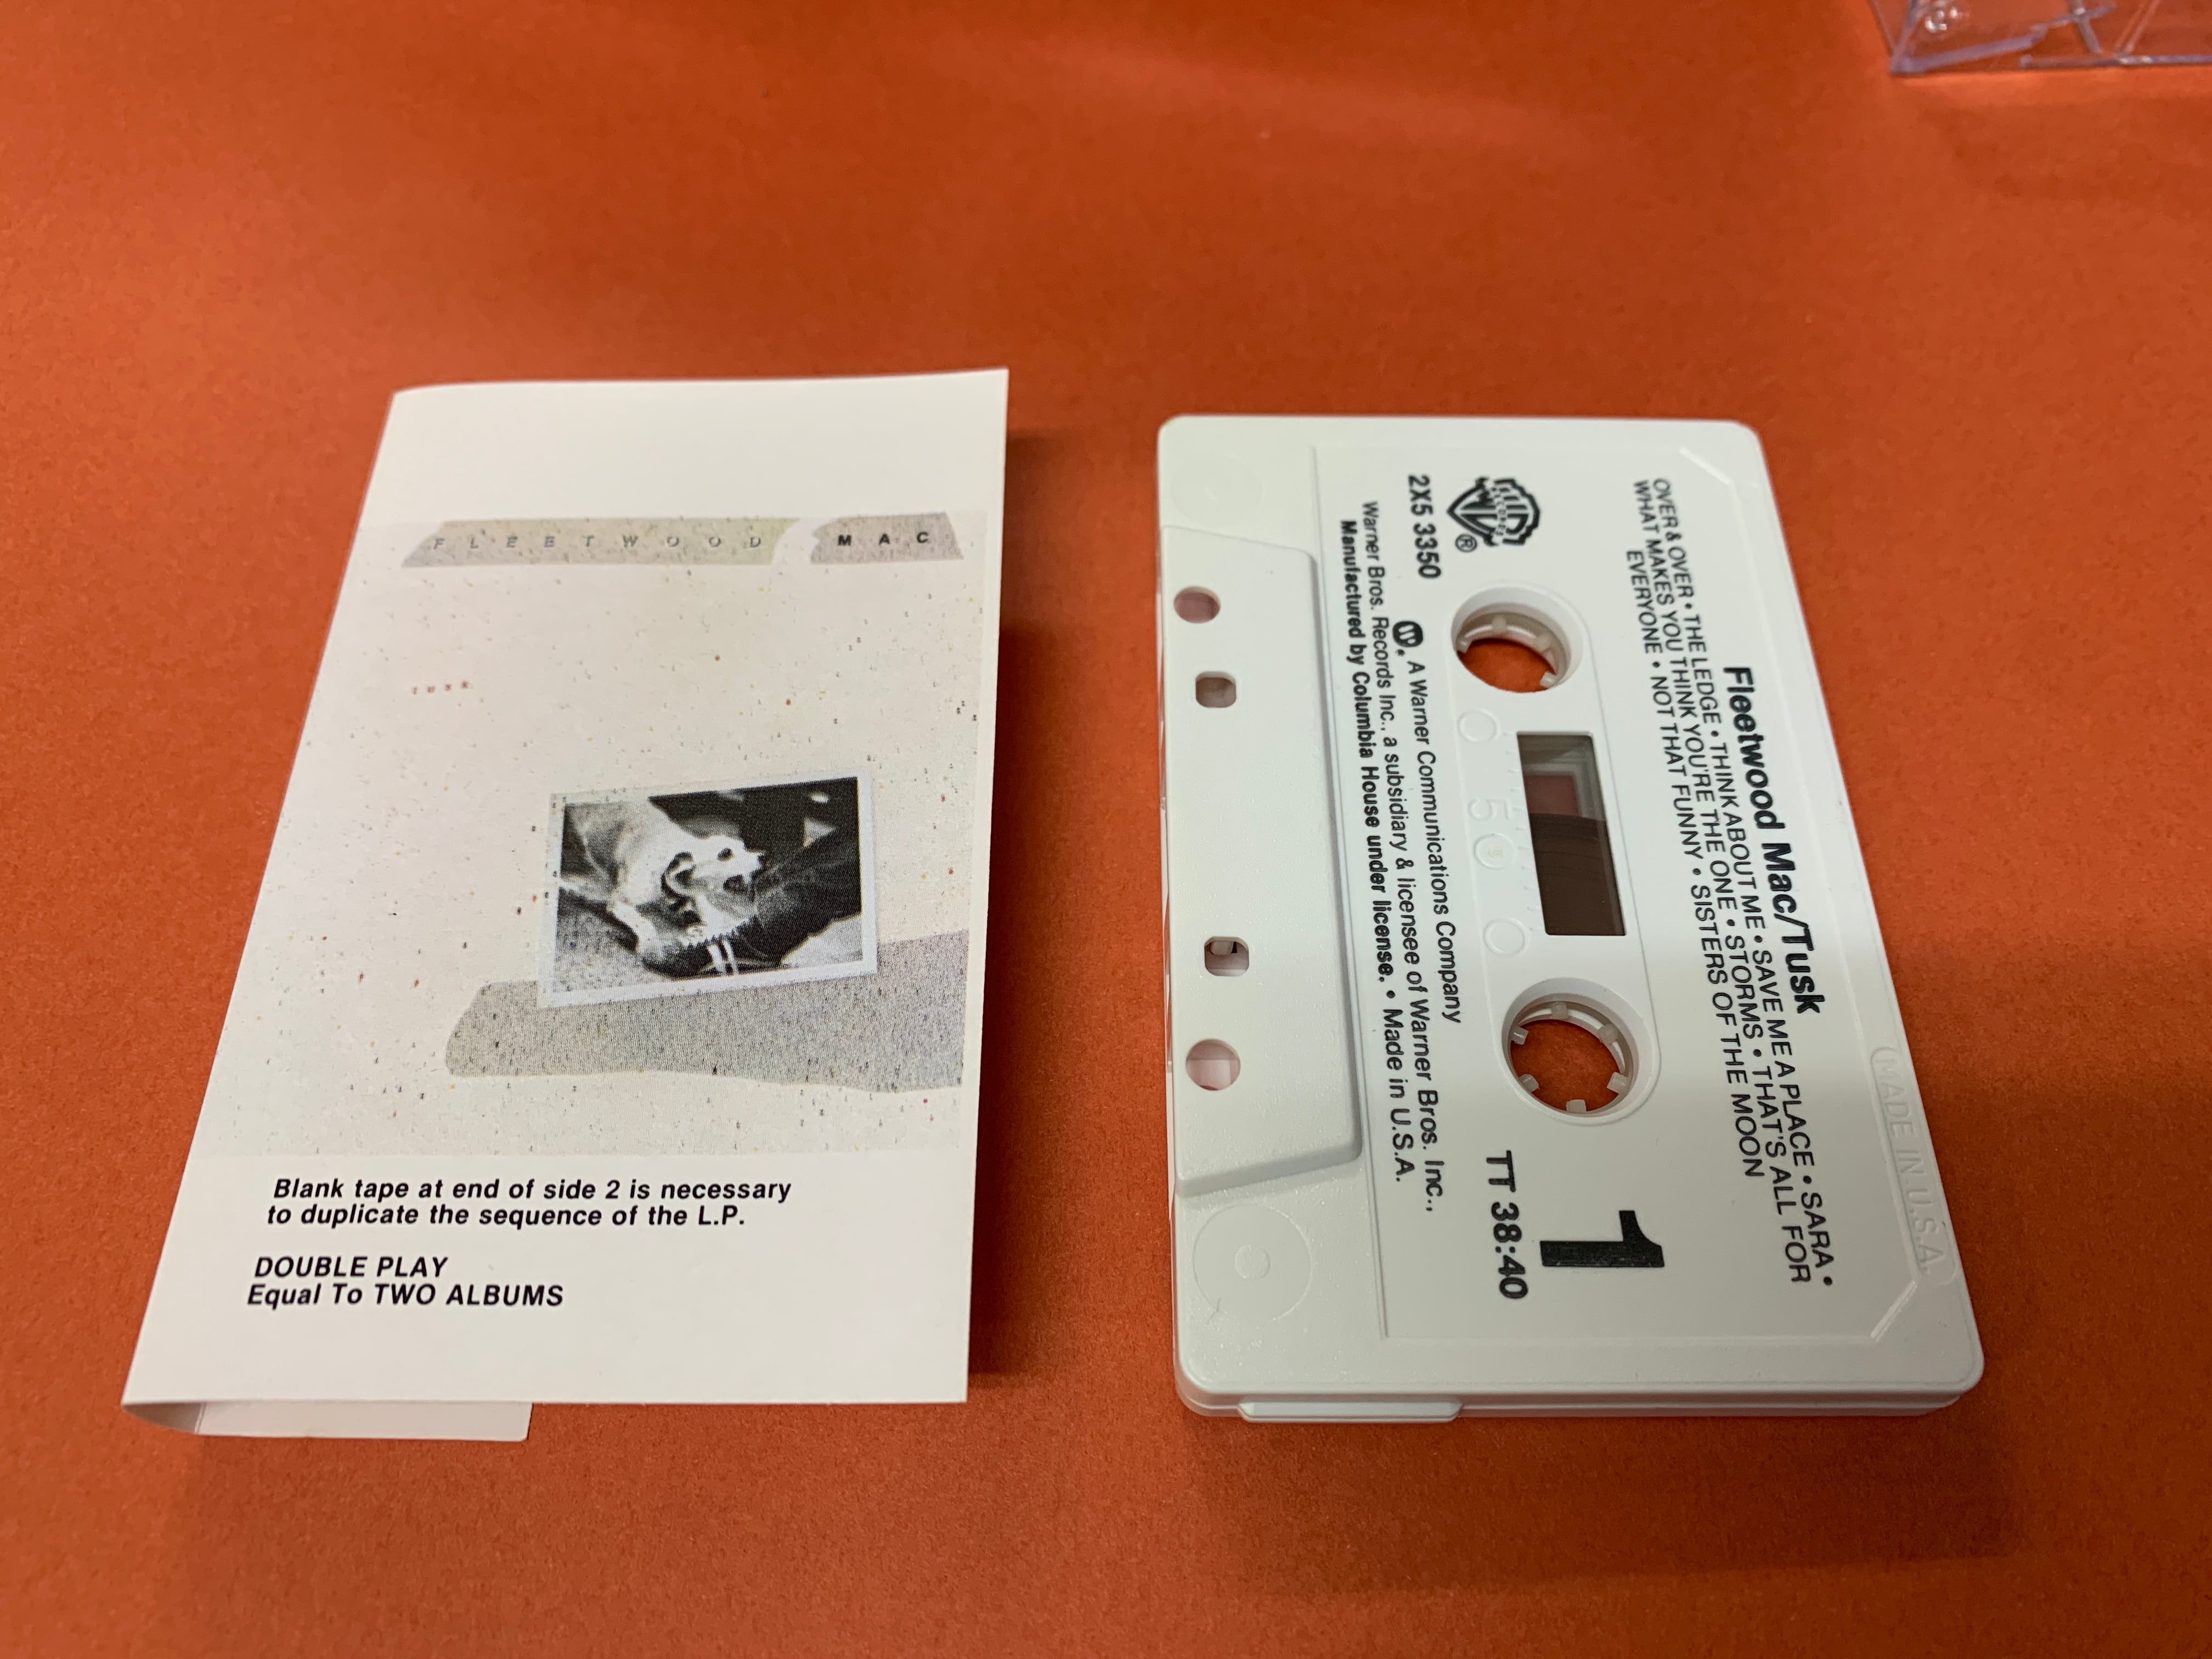 FLEETWOOD MAC
TUSK
Blank tape at end of side 2 is necessary
to duplicate the sequence of the L.P.
DOUBLE PLAY
Equal To TWO ALBUMS
Fleetwood Mac/Tusk
OVER & OVER • THE LEDGE • THINK ABOUT ME • SAVE ME A PLACE • SARA •
WHAT MAKES YOU THINK YOU'RE THE ONE • STORMS • THAT'S ALL FOR
EVERYONE • NOT THAT FUNNY • SISTERS OF THE MOON
®
2X5 3350
50
1
TT 38:40
A Warner Communications Company
Warner Bros. Records Inc., a subsidiary & licensee of Warner Bros. Inc.,
Manufactured by Columbia House under license. • Made in U.S.A.
MADE IN U.S.A.